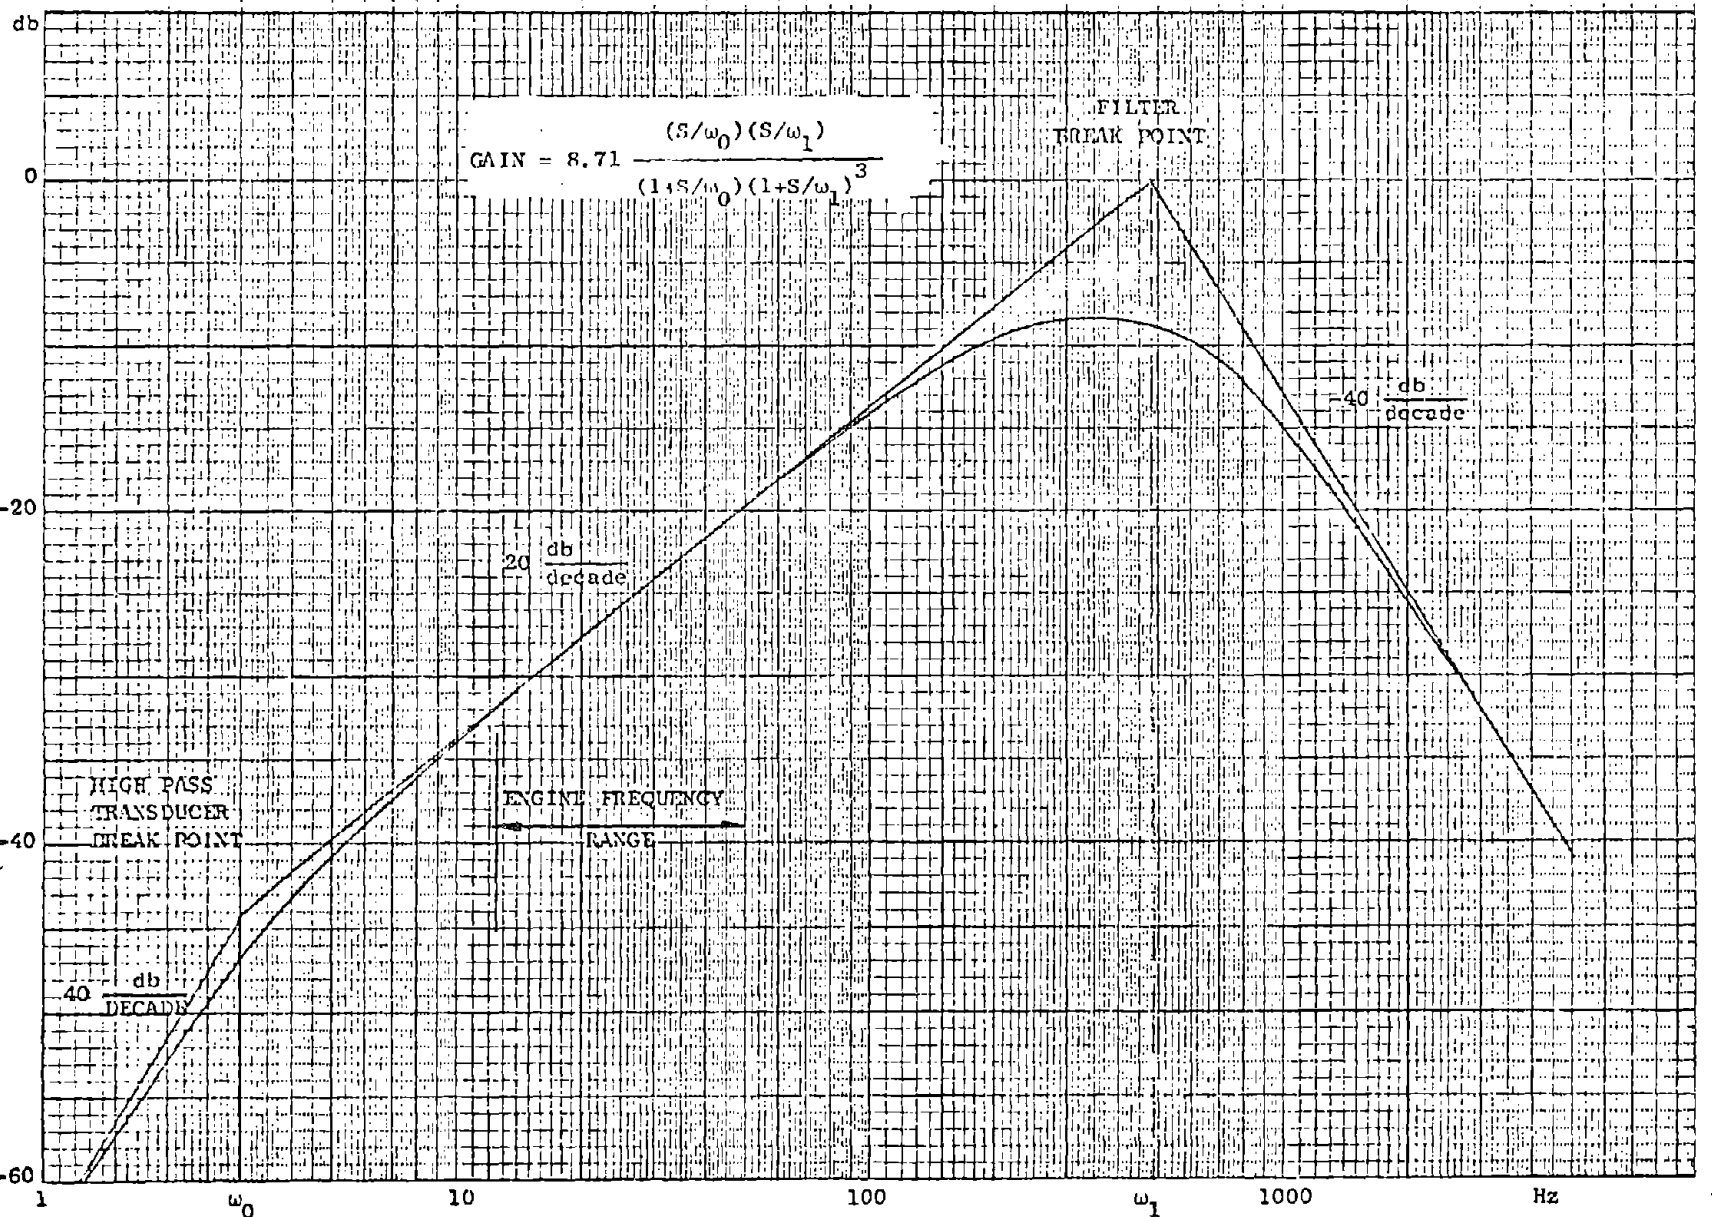 db
(S/ω0)(S/ω1)
GAIN = 8.71
(1+S/ω0)(1+S/ω1)3
FILTER
BREAK POINT
0
-40 db
decade
-20
20 db
decade
HIGH PASS
TRANSDUCER
BREAK POINT
ENGINE FREQUENCY
RANGE
-40
40 db
DECADE
-60
1 ω0 10 100 ω1 1000 Hz